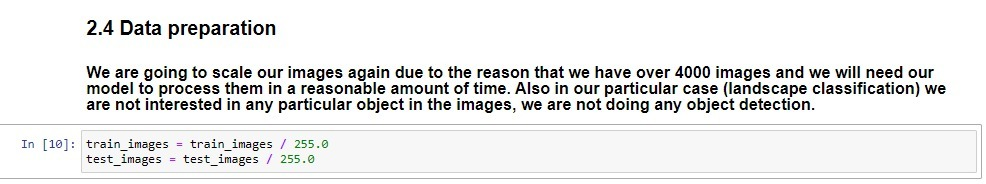 2.4 Data preparation
We are going to scale our images again due to the reason that we have over 4000 images and we will need our
model to process them in a reasonable amount of time. Also in our particular case (landscape classification) we
are not interested in any particular object in the images, we are not doing any object detection.
In [10]: train_images = train_images / 255.0
test_images = test_images / 255.0